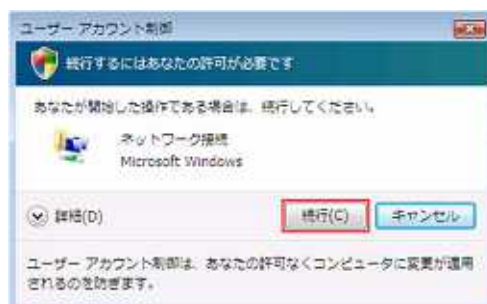 ユーザー アカウント制御
続行するにはあなたの許可が必要です
あなたが開始した操作である場合は、続行してください。
ネットワーク接続
Microsoft Windows
詳細(D)
続行(C)
キャンセル
ユーザー アカウント制御は、あなたの許可なくコンピュータに変更が適用
されるのを防ぎます。